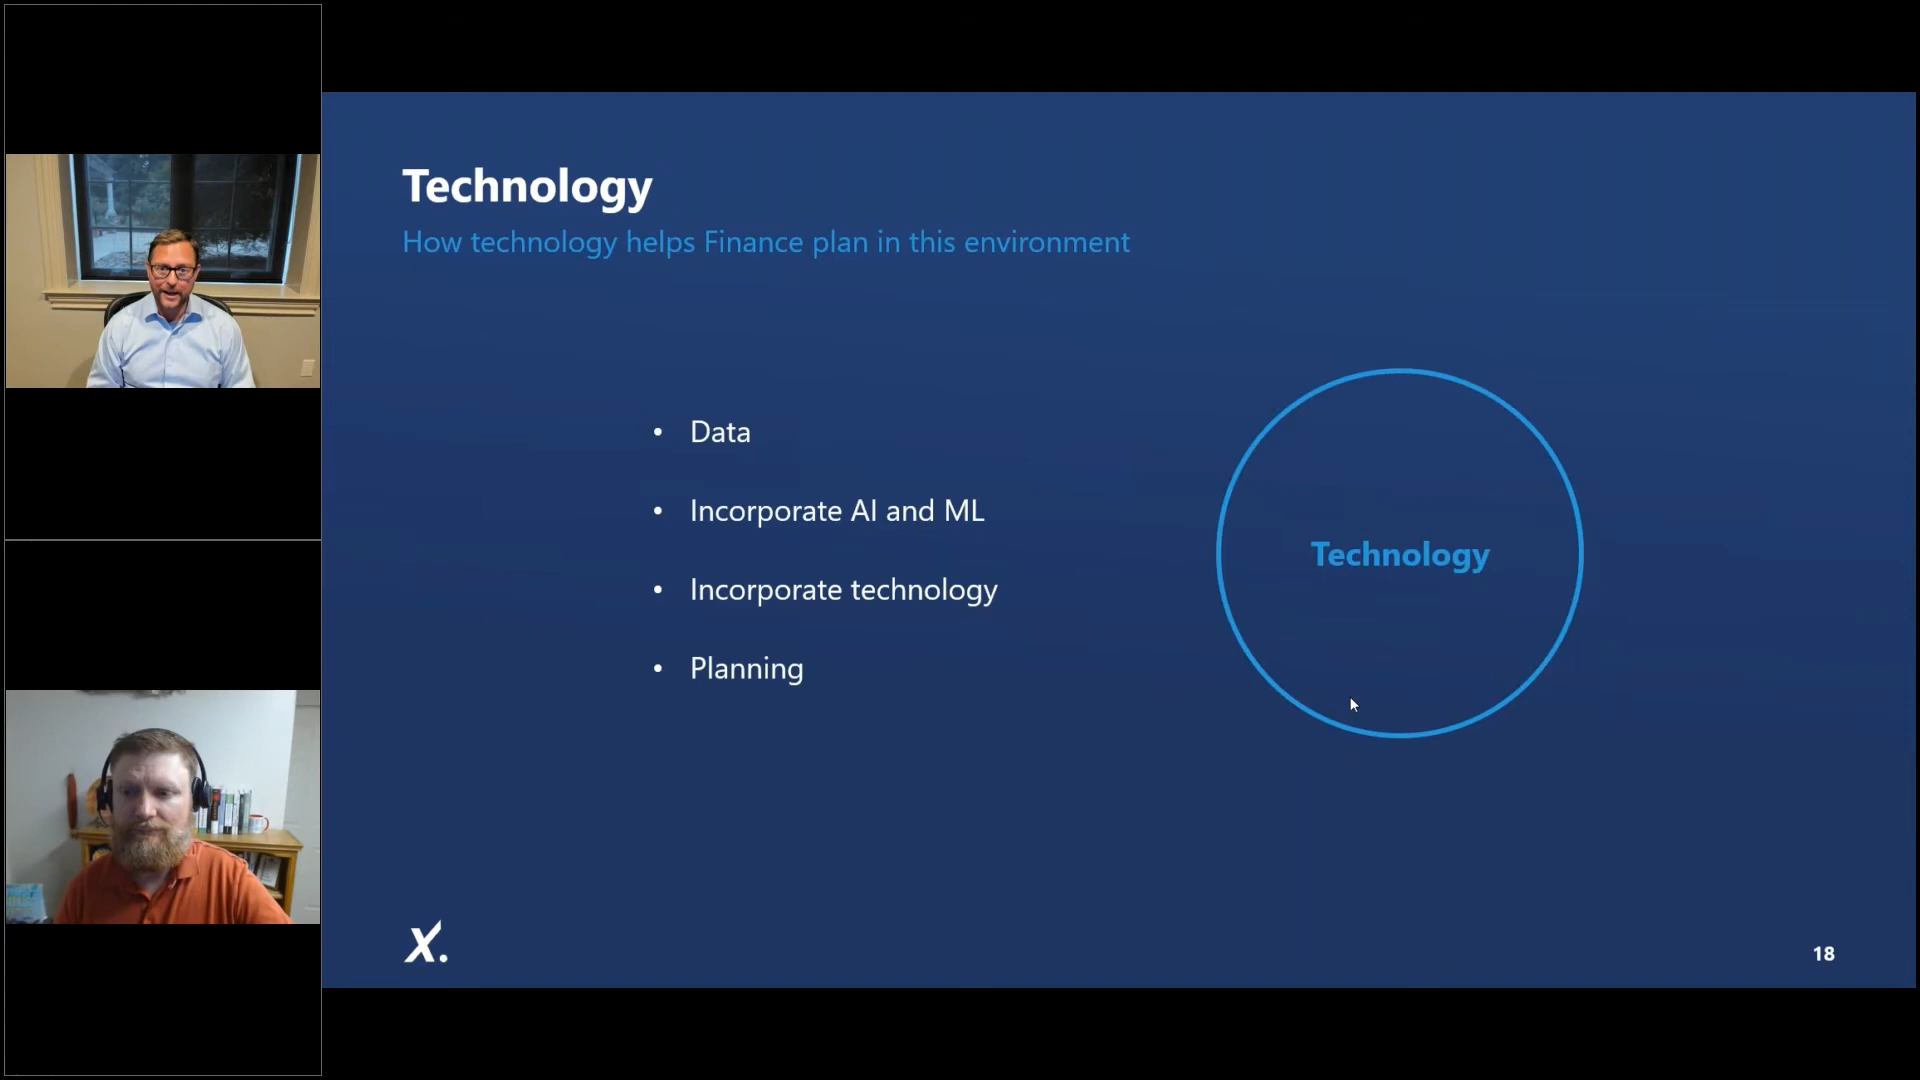 Technology
How technology helps Finance plan in this environment
• Data
• Incorporate AI and ML
• Incorporate technology
• Planning
Technology
X.
18